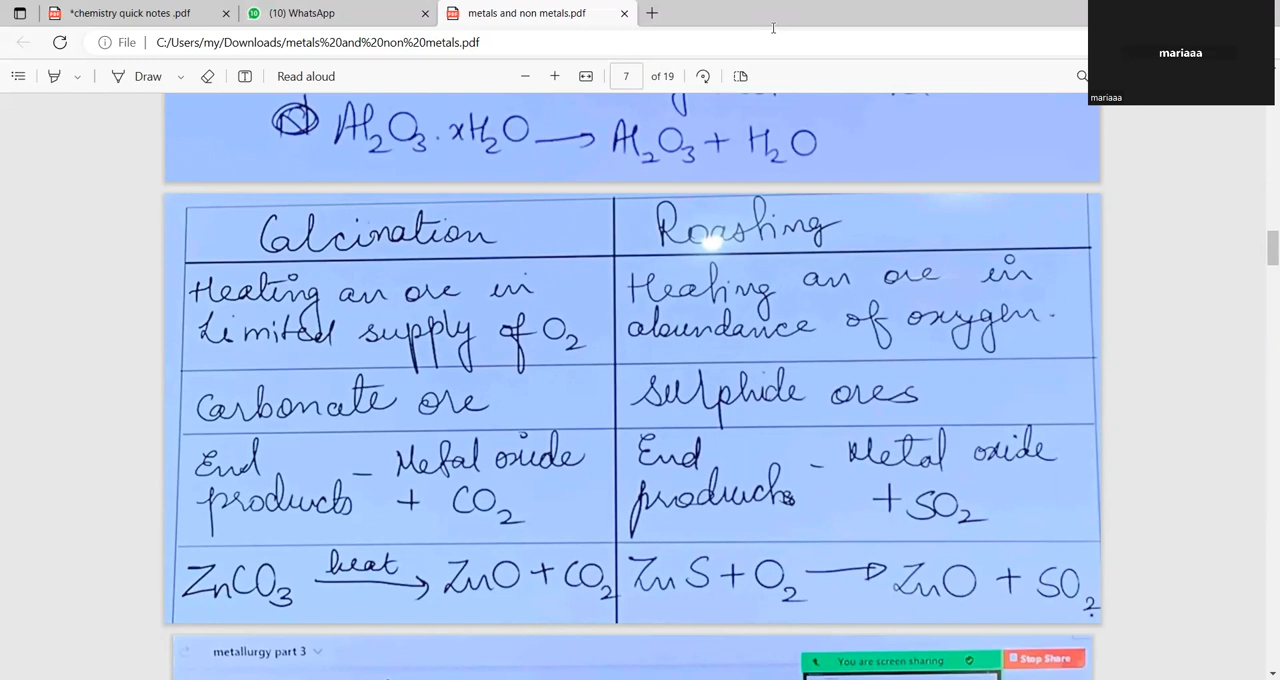 *chemistry quick notes .pdf
(10) WhatsApp
metals and non metals.pdf
File
C:/Users/my/Downloads/metals%20and%20non%20metals.pdf
Draw
Read aloud
7
of 19
mariaaa
mariaaa
Al₂O₃.xH₂O → Al₂O₃ + H₂O
Calcination
Roasting
Heating an ore in
Limited supply of O₂
Heating an ore in
abundance of oxygen.
Carbonate ore
Sulphide ores
End - Metal oxide
products + CO₂
End - Metal oxide
products + SO₂
ZnCO₃ heat → ZnO + CO₂
ZnS + O₂ → ZnO + SO₂
metallurgy part 3
You are screen sharing
Stop Share